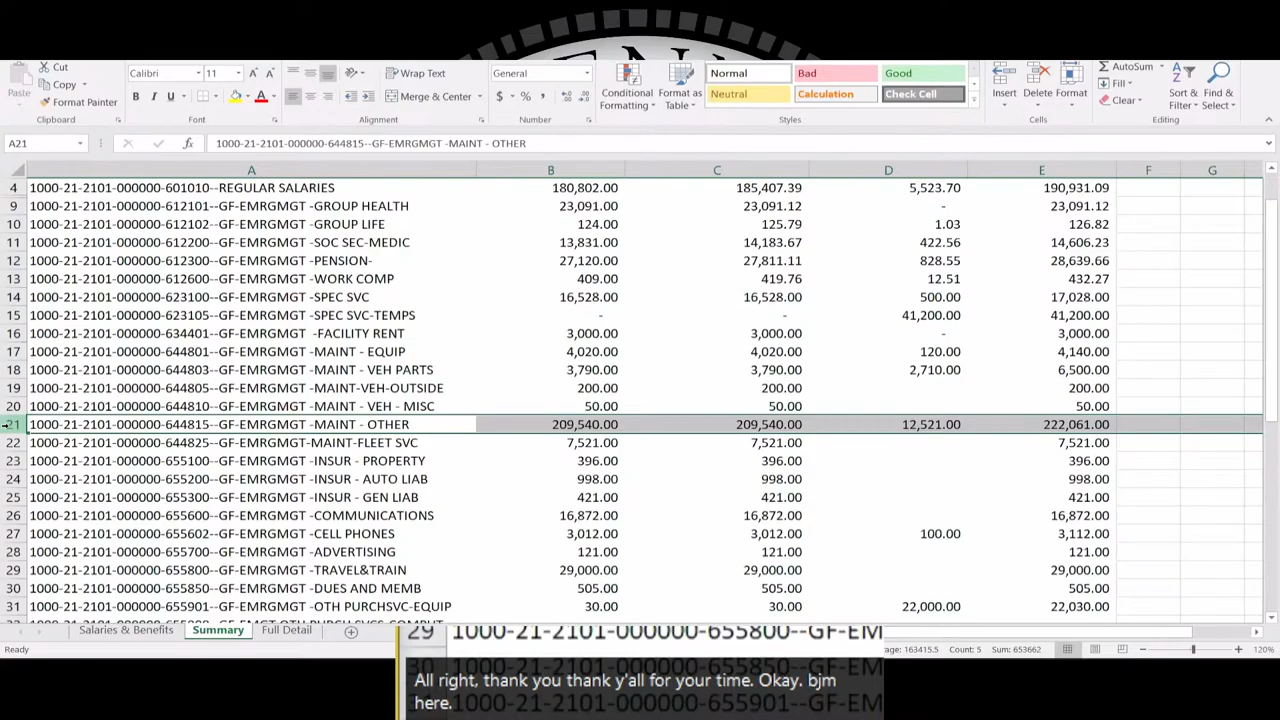 Cut
Calibri 11 A A Wrap Text General Normal Bad Good AutoSum
Paste Copy Conditional Formatting Format as Table Insert Delete Format Fill Sort & Filter Find & Select
Format Painter B I U A Merge & Center $ % , Neutral Calculation Check Cell Clear
Clipboard Font Alignment Number Styles Cells Editing
A21 fx 1000-21-2101-000000-644815--GF-EMRGMGT -MAINT - OTHER
A B C D E F G
4 1000-21-2101-000000-601010--REGULAR SALARIES 180,802.00 185,407.39 5,523.70 190,931.09
9 1000-21-2101-000000-612101--GF-EMRGMGT -GROUP HEALTH 23,091.00 23,091.12 - 23,091.12
10 1000-21-2101-000000-612102--GF-EMRGMGT -GROUP LIFE 124.00 125.79 1.03 126.82
11 1000-21-2101-000000-612200--GF-EMRGMGT -SOC SEC-MEDIC 13,831.00 14,183.67 422.56 14,606.23
12 1000-21-2101-000000-612300--GF-EMRGMGT -PENSION- 27,120.00 27,811.11 828.55 28,639.66
13 1000-21-2101-000000-612600--GF-EMRGMGT -WORK COMP 409.00 419.76 12.51 432.27
14 1000-21-2101-000000-623100--GF-EMRGMGT -SPEC SVC 16,528.00 16,528.00 500.00 17,028.00
15 1000-21-2101-000000-623105--GF-EMRGMGT -SPEC SVC-TEMPS - - 41,200.00 41,200.00
16 1000-21-2101-000000-634401--GF-EMRGMGT -FACILITY RENT 3,000.00 3,000.00 - 3,000.00
17 1000-21-2101-000000-644801--GF-EMRGMGT -MAINT - EQUIP 4,020.00 4,020.00 120.00 4,140.00
18 1000-21-2101-000000-644803--GF-EMRGMGT -MAINT - VEH PARTS 3,790.00 3,790.00 2,710.00 6,500.00
19 1000-21-2101-000000-644805--GF-EMRGMGT -MAINT-VEH-OUTSIDE 200.00 200.00 200.00
20 1000-21-2101-000000-644810--GF-EMRGMGT -MAINT - VEH - MISC 50.00 50.00 50.00
21 1000-21-2101-000000-644815--GF-EMRGMGT -MAINT - OTHER 209,540.00 209,540.00 12,521.00 222,061.00
22 1000-21-2101-000000-644825--GF-EMRGMGT-MAINT-FLEET SVC 7,521.00 7,521.00 7,521.00
23 1000-21-2101-000000-655100--GF-EMRGMGT -INSUR - PROPERTY 396.00 396.00 396.00
24 1000-21-2101-000000-655200--GF-EMRGMGT -INSUR - AUTO LIAB 998.00 998.00 998.00
25 1000-21-2101-000000-655300--GF-EMRGMGT -INSUR - GEN LIAB 421.00 421.00 421.00
26 1000-21-2101-000000-655600--GF-EMRGMGT -COMMUNICATIONS 16,872.00 16,872.00 16,872.00
27 1000-21-2101-000000-655602--GF-EMRGMGT -CELL PHONES 3,012.00 3,012.00 100.00 3,112.00
28 1000-21-2101-000000-655700--GF-EMRGMGT -ADVERTISING 121.00 121.00 121.00
29 1000-21-2101-000000-655800--GF-EMRGMGT -TRAVEL&TRAIN 29,000.00 29,000.00 29,000.00
30 1000-21-2101-000000-655850--GF-EMRGMGT -DUES AND MEMB 505.00 505.00 505.00
31 1000-21-2101-000000-655901--GF-EMRGMGT -OTH PURCHSVC-EQUIP 30.00 30.00 22,000.00 22,030.00
Salaries & Benefits Summary Full Detail
Ready age: 163415.5 Count: 5 Sum: 653662 120%
29 1000-21-2101-000000-655800--GF-EM
30 1000-21-2101-000000-655850--GF-EM
31 1000-21-2101-000000-655901--GF-EM
All right, thank you thank y'all for your time. Okay. bjm
here.